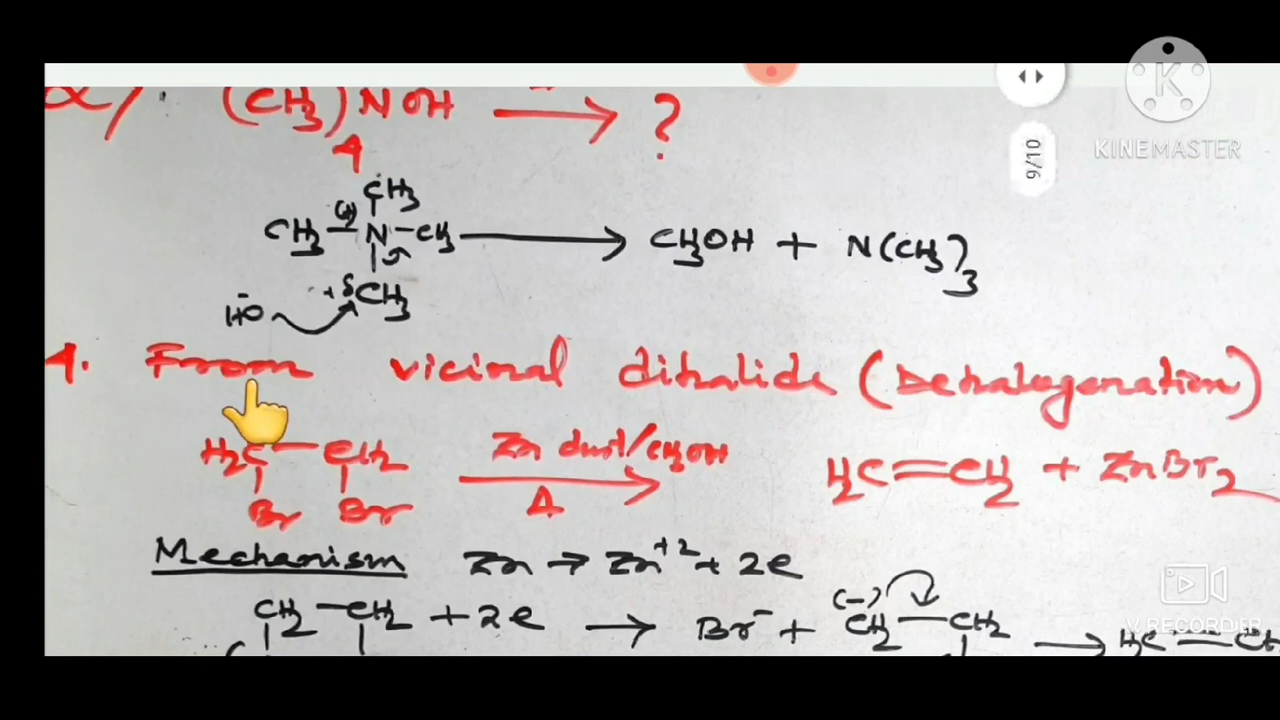 (CH3)4 NOH → ?
CH3
CH3 – N – CH3 → CH3OH + N(CH3)3
+δ CH3
HO-
4. From vicinal dihalide (Dehalogenation)
H2C – CH2 Zn dust/CH3OH → H2C=CH2 + ZnBr2
Br Br Δ
Mechanism Zn → Zn+2 + 2e
CH2 – CH2 + 2e → Br- + (-) CH2 – CH2 →
9/10
KINEMASTER
V RECORDER